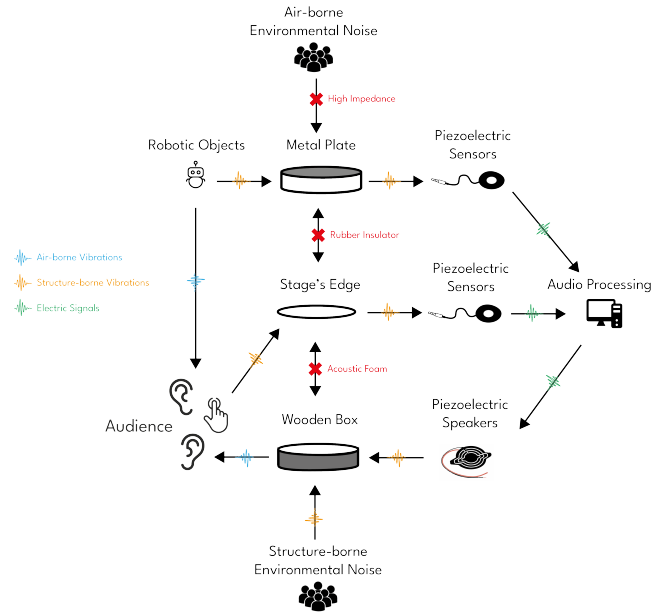 Air-borne
Environmental Noise
High Impedance
Robotic Objects
Metal Plate
Piezoelectric
Sensors
Rubber Insulator
Air-borne Vibrations
Structure-borne Vibrations
Electric Signals
Stage's Edge
Piezoelectric
Sensors
Audio Processing
Acoustic Foam
Audience
Wooden Box
Piezoelectric
Speakers
Structure-borne
Environmental Noise